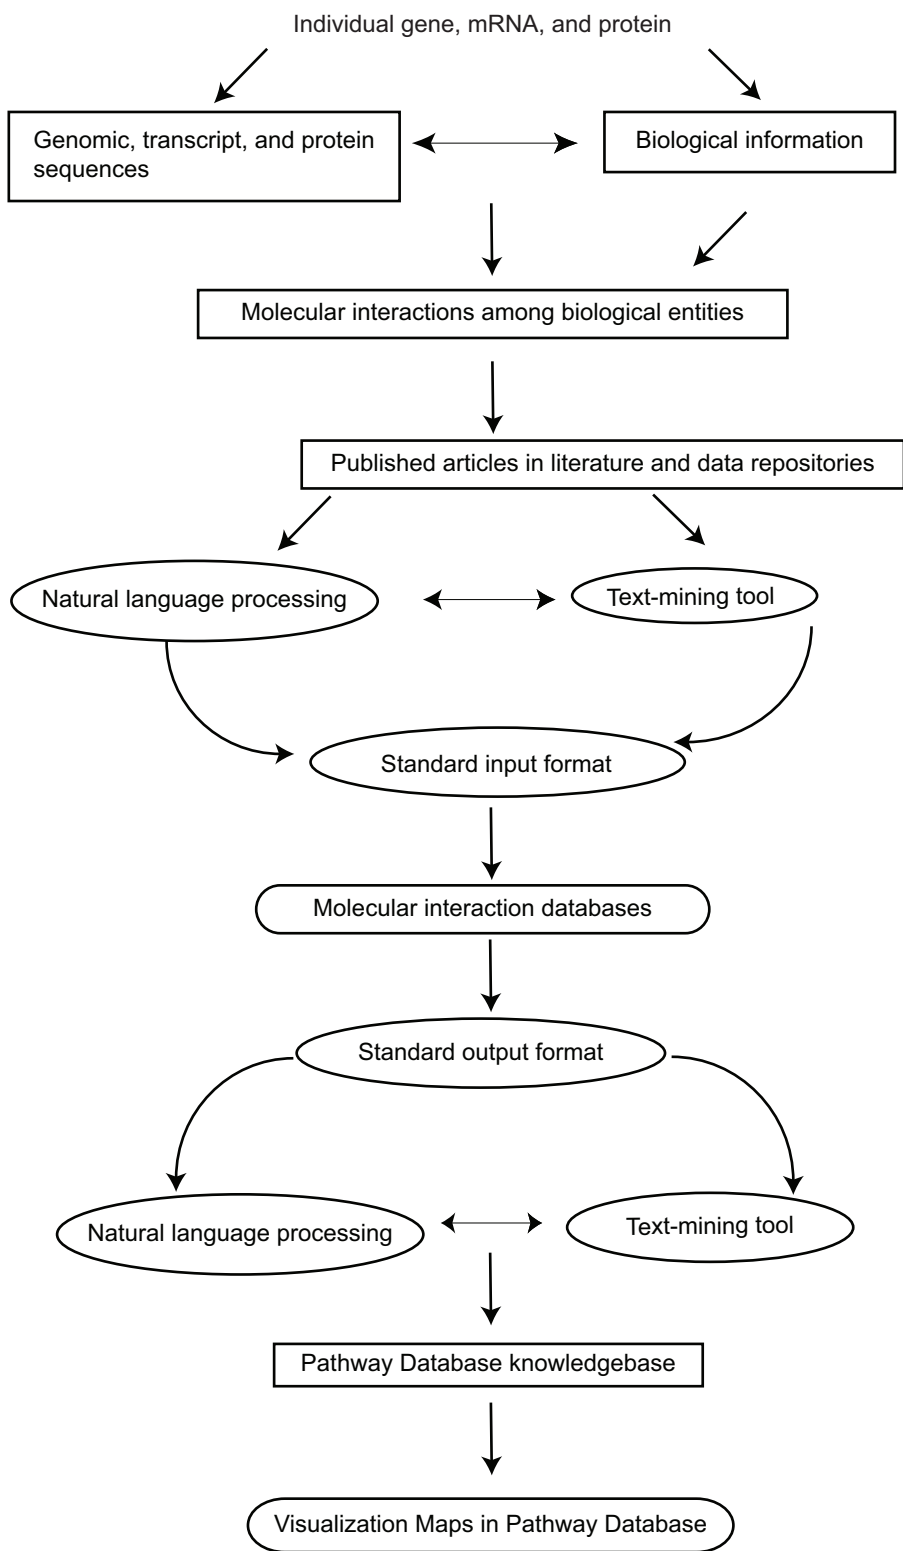 Individual gene, mRNA, and protein
Genomic, transcript, and protein
sequences
Biological information
Molecular interactions among biological entities
Published articles in literature and data repositories
Natural language processing
Text-mining tool
Standard input format
Molecular interaction databases
Standard output format
Natural language processing
Text-mining tool
Pathway Database knowledgebase
Visualization Maps in Pathway Database